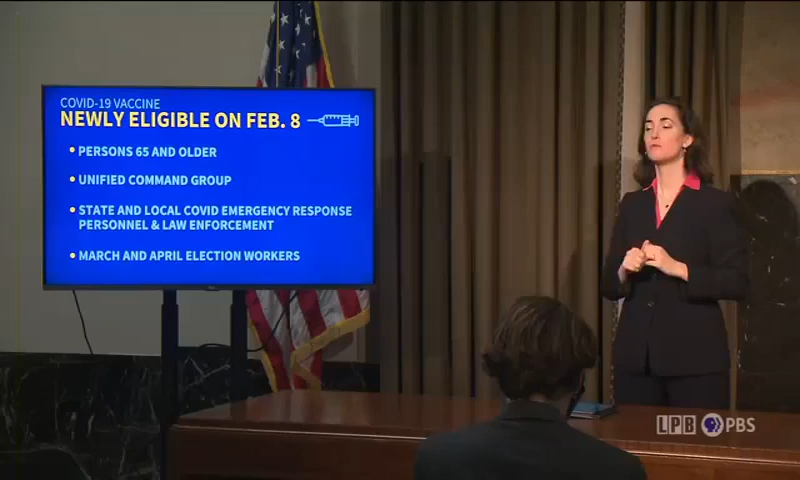 COVID-19 VACCINE
NEWLY ELIGIBLE ON FEB. 8
• PERSONS 65 AND OLDER
• UNIFIED COMMAND GROUP
• STATE AND LOCAL COVID EMERGENCY RESPONSE
PERSONNEL & LAW ENFORCEMENT
• MARCH AND APRIL ELECTION WORKERS
LPB PBS